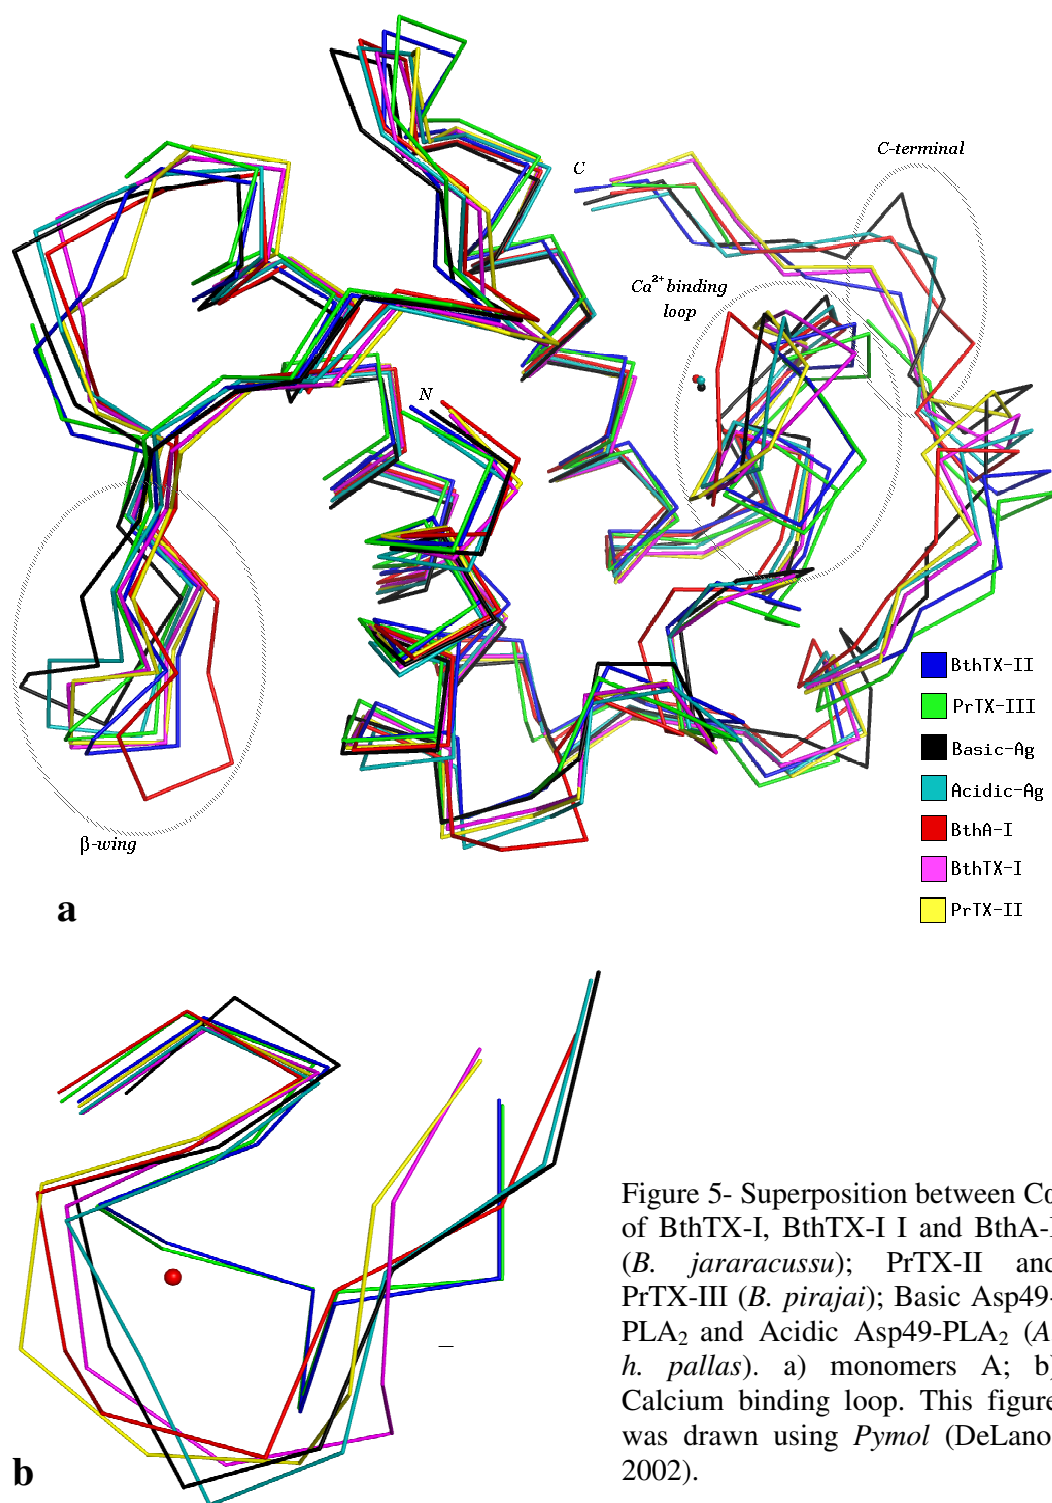 C-terminal
C
Ca2+ binding
loop
N
BthTX-II
PrTX-III
Basic-Ag
Acidic-Ag
BthA-I
BthTX-I
PrTX-II
β-wing
a
Figure 5- Superposition between Cα
of BthTX-I, BthTX-I I and BthA-I
(B. jararacussu); PrTX-II and
PrTX-III (B. pirajai); Basic Asp49-
PLA2 and Acidic Asp49-PLA2 (A.
h. pallas). a) monomers A; b)
Calcium binding loop. This figure
was drawn using Pymol (DeLano,
2002).
b